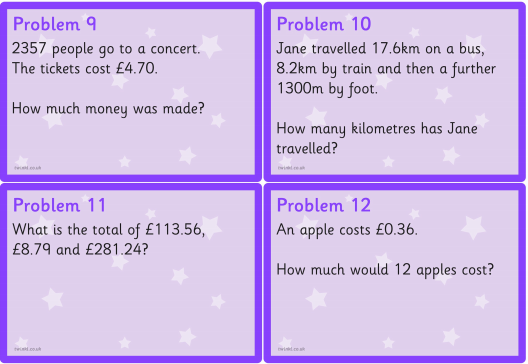 Problem 9
2357 people go to a concert.
The tickets cost £4.70.
How much money was made?
Problem 10
Jane travelled 17.6km on a bus,
8.2km by train and then a further
1300m by foot.
How many kilometres has Jane
travelled?
Problem 11
What is the total of £113.56,
£8.79 and £281.24?
Problem 12
An apple costs £0.36.
How much would 12 apples cost?